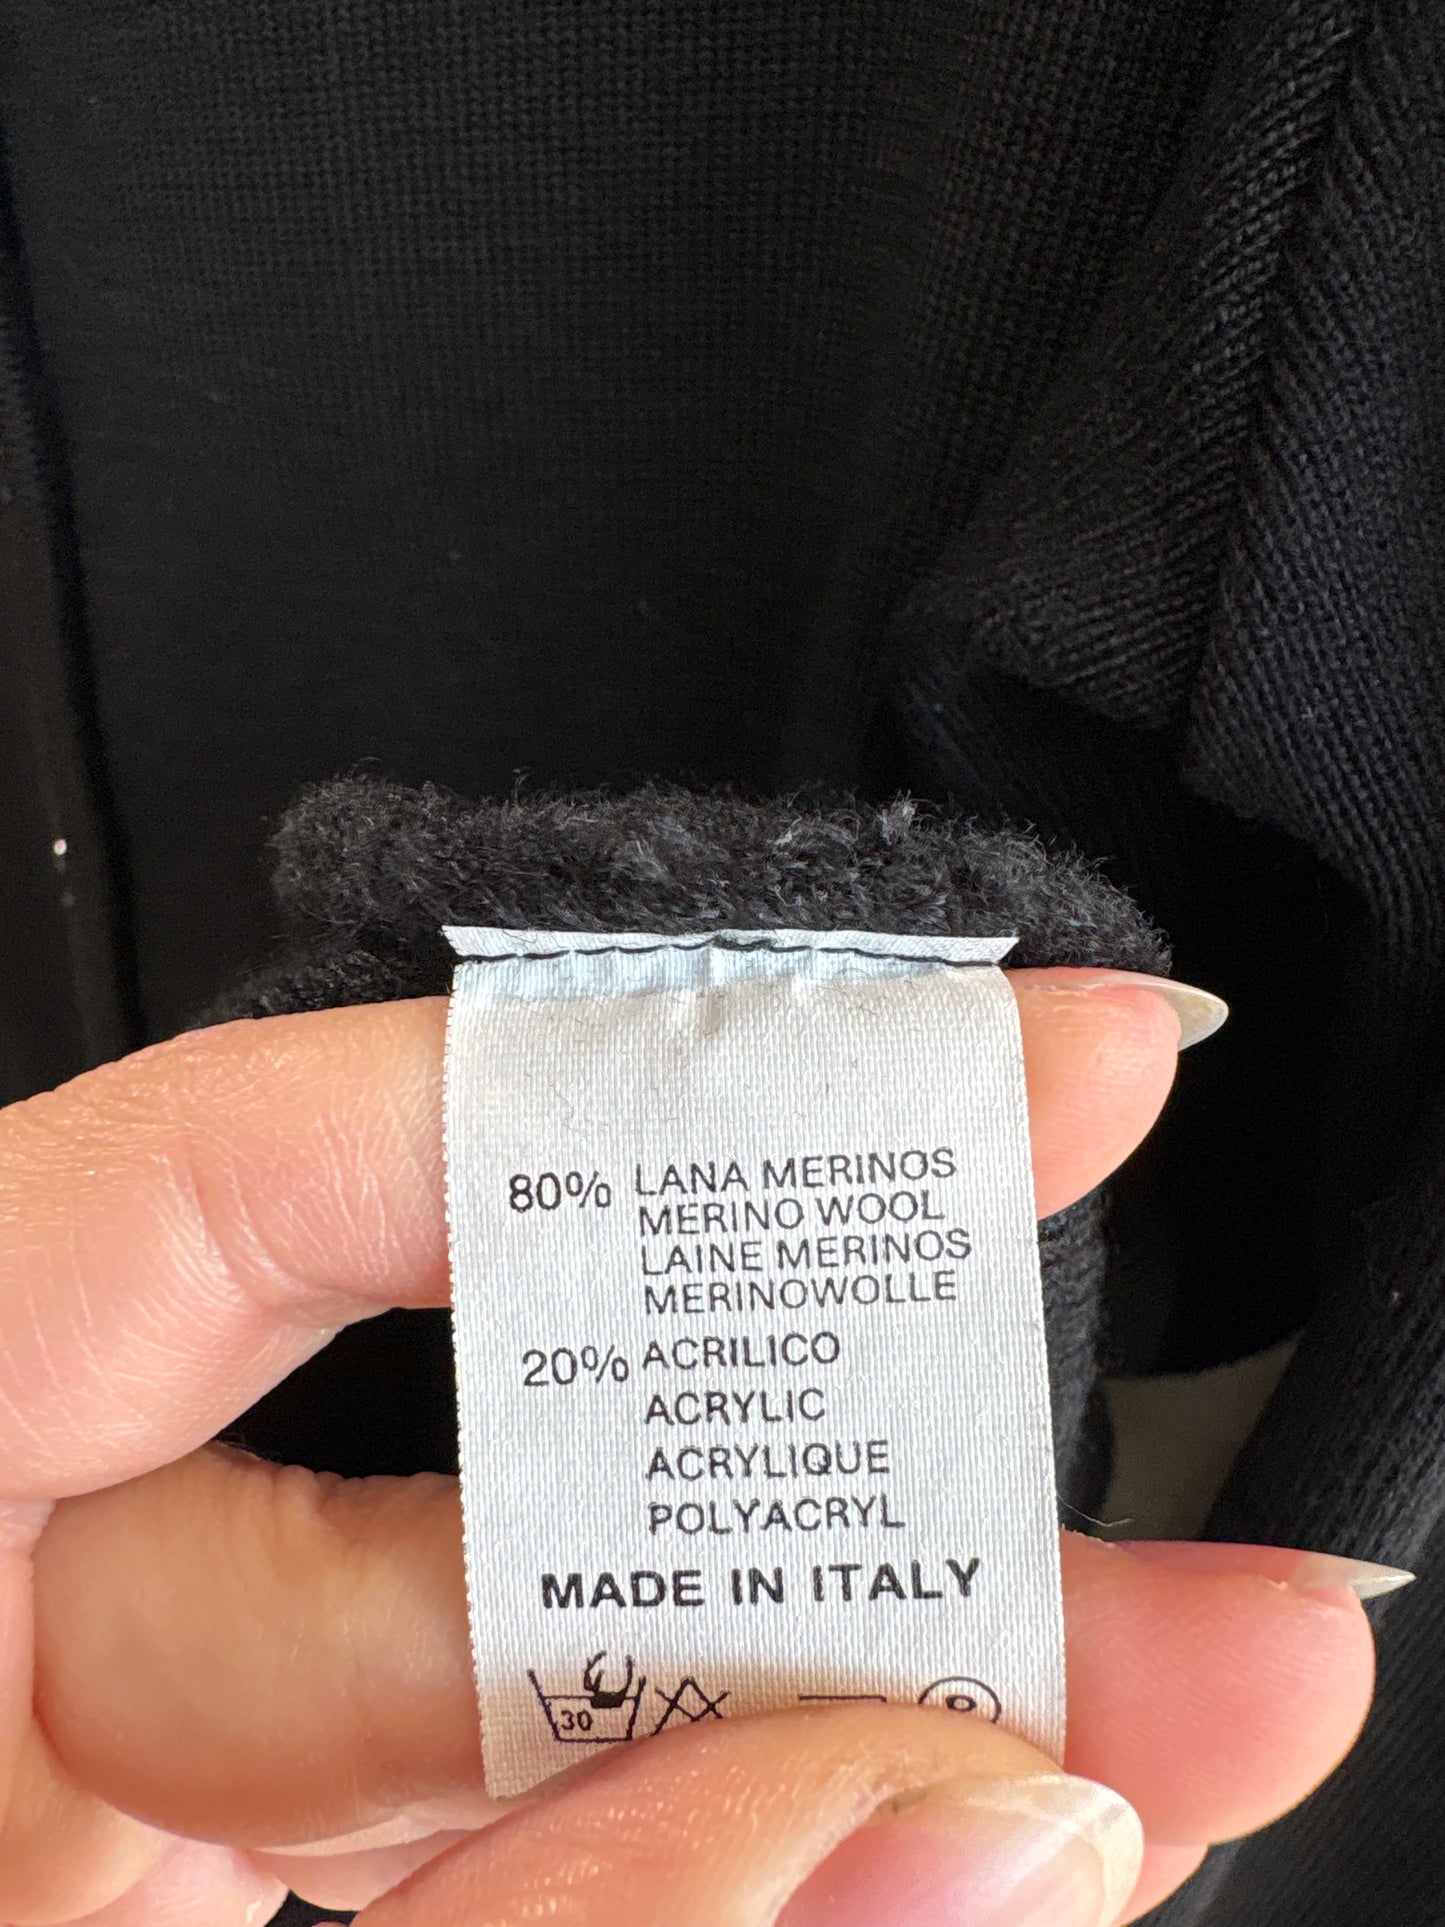 80% LANA MERINOS
MERINO WOOL
LAINE MERINOS
MERINOWOLLE
20% ACRILICO
ACRYLIC
ACRYLIQUE
POLYACRYL
MADE IN ITALY
30 P